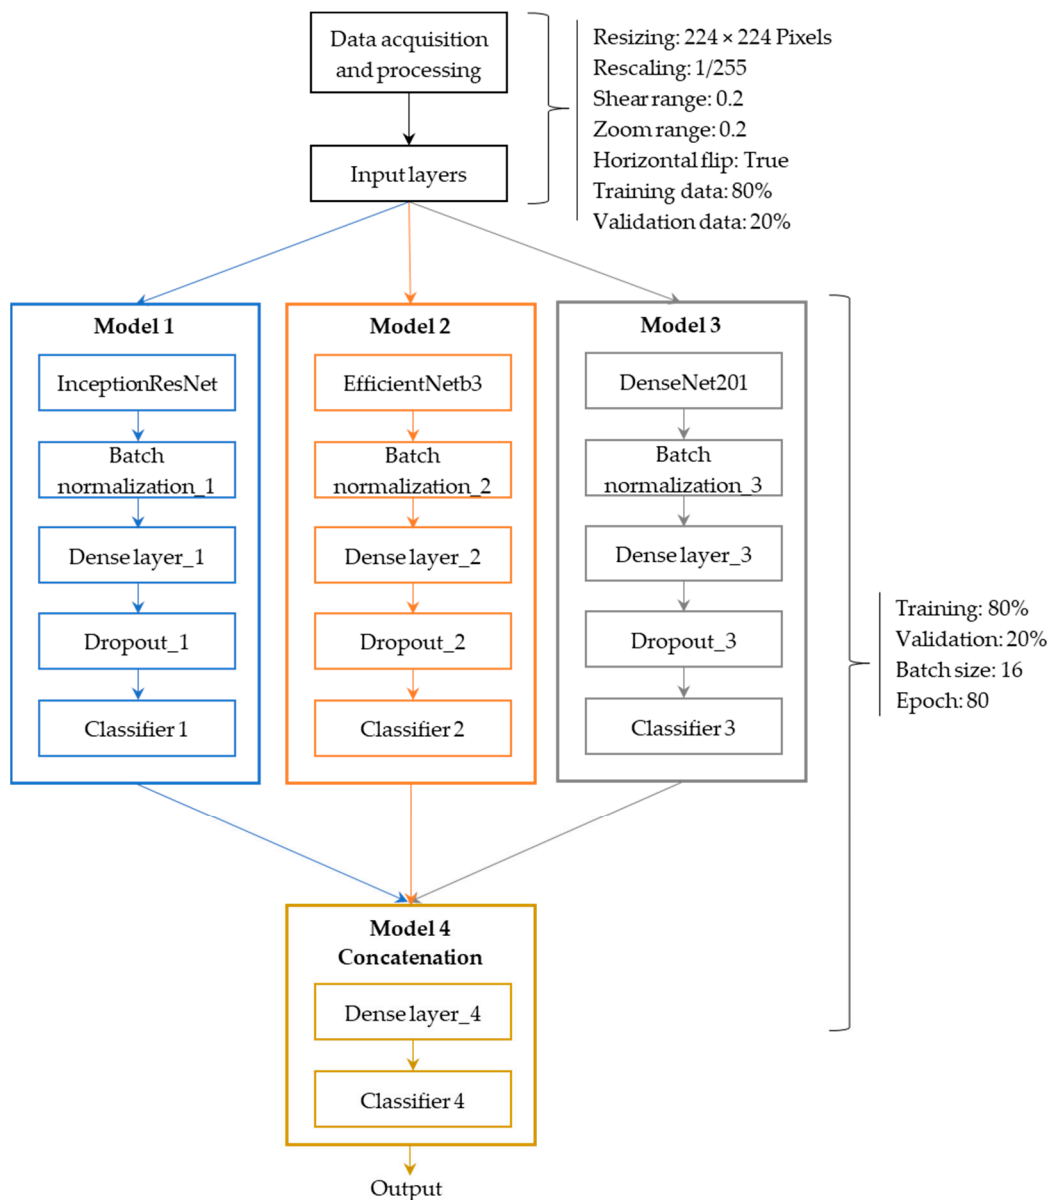 Data acquisition
and processing
Input layers
Resizing: 224 × 224 Pixels
Rescaling: 1/255
Shear range: 0.2
Zoom range: 0.2
Horizontal flip: True
Training data: 80%
Validation data: 20%
Model 1
InceptionResNet
Batch
normalization_1
Dense layer_1
Dropout_1
Classifier 1
Model 2
EfficientNetb3
Batch
normalization_2
Dense layer_2
Dropout_2
Classifier 2
Model 3
DenseNet201
Batch
normalization_3
Dense layer_3
Dropout_3
Classifier 3
Training: 80%
Validation: 20%
Batch size: 16
Epoch: 80
Model 4
Concatenation
Dense layer_4
Classifier 4
Output